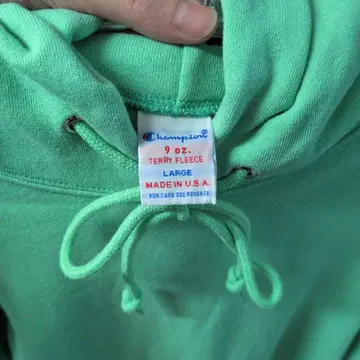 Champion®
9 oz.
TERRY FLEECE
LARGE
MADE IN U.S.A.
FOR CARE SEE REVERSE